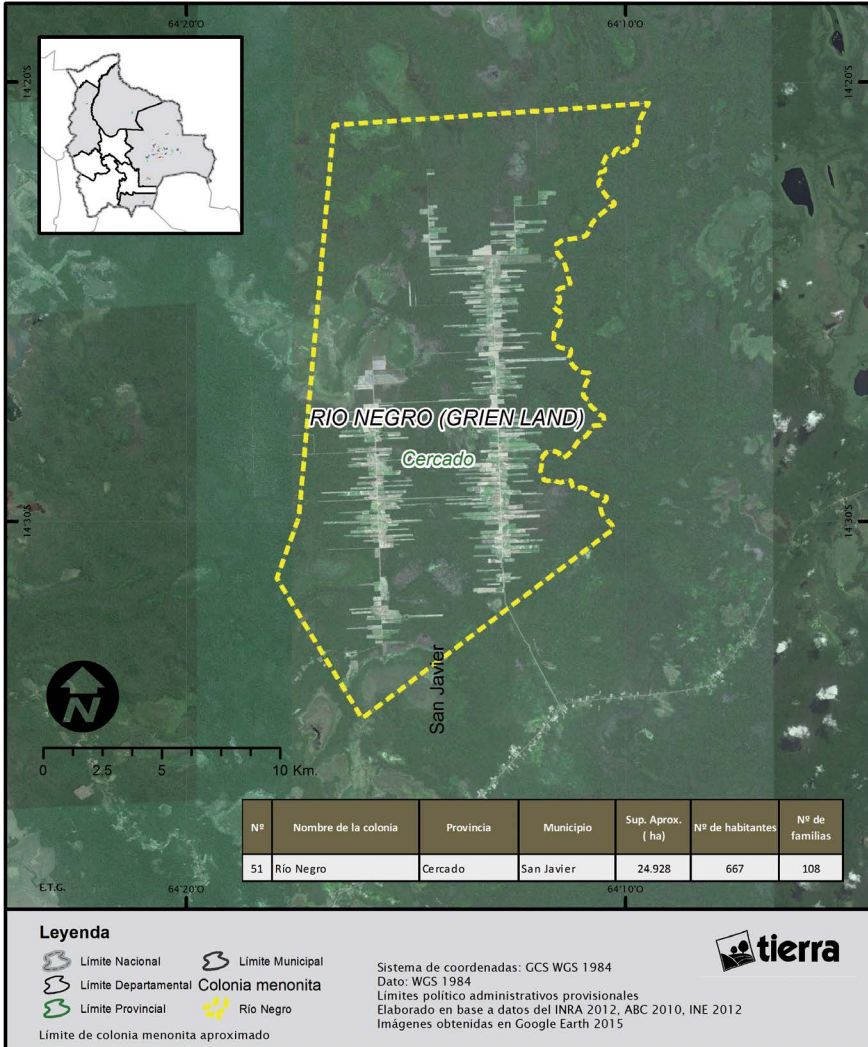 64°20'O
64°10'O
14°20'S
14°20'S
RIO NEGRO (GRIEN LAND)
Cercado
14°30'S
14°30'S
San Javier
N
0 2.5 5 10 Km.
Nº Nombre de la colonia Provincia Municipio Sup. Aprox. ( ha) Nº de habitantes Nº de familias
51 Río Negro Cercado San Javier 24.928 667 108
E.T.G.
64°20'O
64°10'O
Leyenda
Límite Nacional
Límite Municipal
Límite Departamental
Colonia menonita
Límite Provincial
Río Negro
Límite de colonia menonita aproximado
Sistema de coordenadas: GCS WGS 1984
Dato: WGS 1984
Límites político administrativos provisionales
Elaborado en base a datos del INRA 2012, ABC 2010, INE 2012
Imágenes obtenidas en Google Earth 2015
tierra